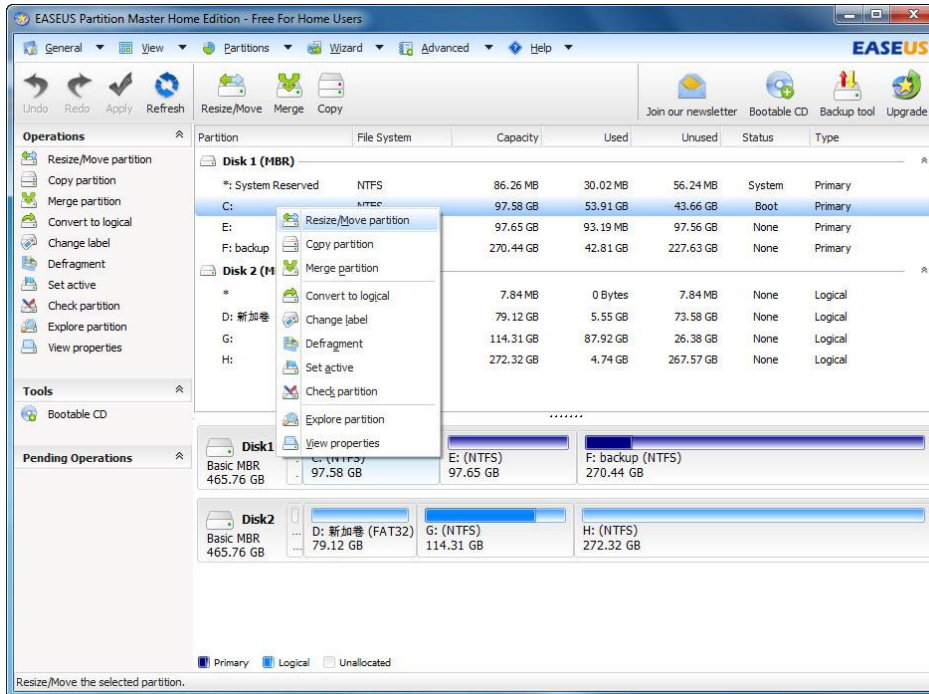 EASEUS Partition Master Home Edition - Free For Home Users
General View Partitions Wizard Advanced Help EASEUS
Undo Redo Apply Refresh Resize/Move Merge Copy Join our newsletter Bootable CD Backup tool Upgrade
Operations
Resize/Move partition
Copy partition
Merge partition
Convert to logical
Change label
Defragment
Set active
Check partition
Explore partition
View properties
Tools
Bootable CD
Pending Operations
Partition File System Capacity Used Unused Status Type
Disk 1 (MBR)
*: System Reserved NTFS 86.26 MB 30.02 MB 56.24 MB System Primary
C: NTFS 97.58 GB 53.91 GB 43.66 GB Boot Primary
E: 97.65 GB 93.19 MB 97.56 GB None Primary
F: backup 270.44 GB 42.81 GB 227.63 GB None Primary
Disk 2 (M
* 7.84 MB 0 Bytes 7.84 MB None Logical
D: 新加卷 79.12 GB 5.55 GB 73.58 GB None Logical
G: 114.31 GB 87.92 GB 26.38 GB None Logical
H: 272.32 GB 4.74 GB 267.57 GB None Logical
Resize/Move partition
Copy partition
Merge partition
Convert to logical
Change label
Defragment
Set active
Check partition
Explore partition
View properties
Disk1
Basic MBR
465.76 GB
C: (NTFS)
97.58 GB
E: (NTFS)
97.65 GB
F: backup (NTFS)
270.44 GB
Disk2
Basic MBR
465.76 GB
...
...
D: 新加卷 (FAT32)
79.12 GB
G: (NTFS)
114.31 GB
H: (NTFS)
272.32 GB
Primary Logical Unallocated
Resize/Move the selected partition.